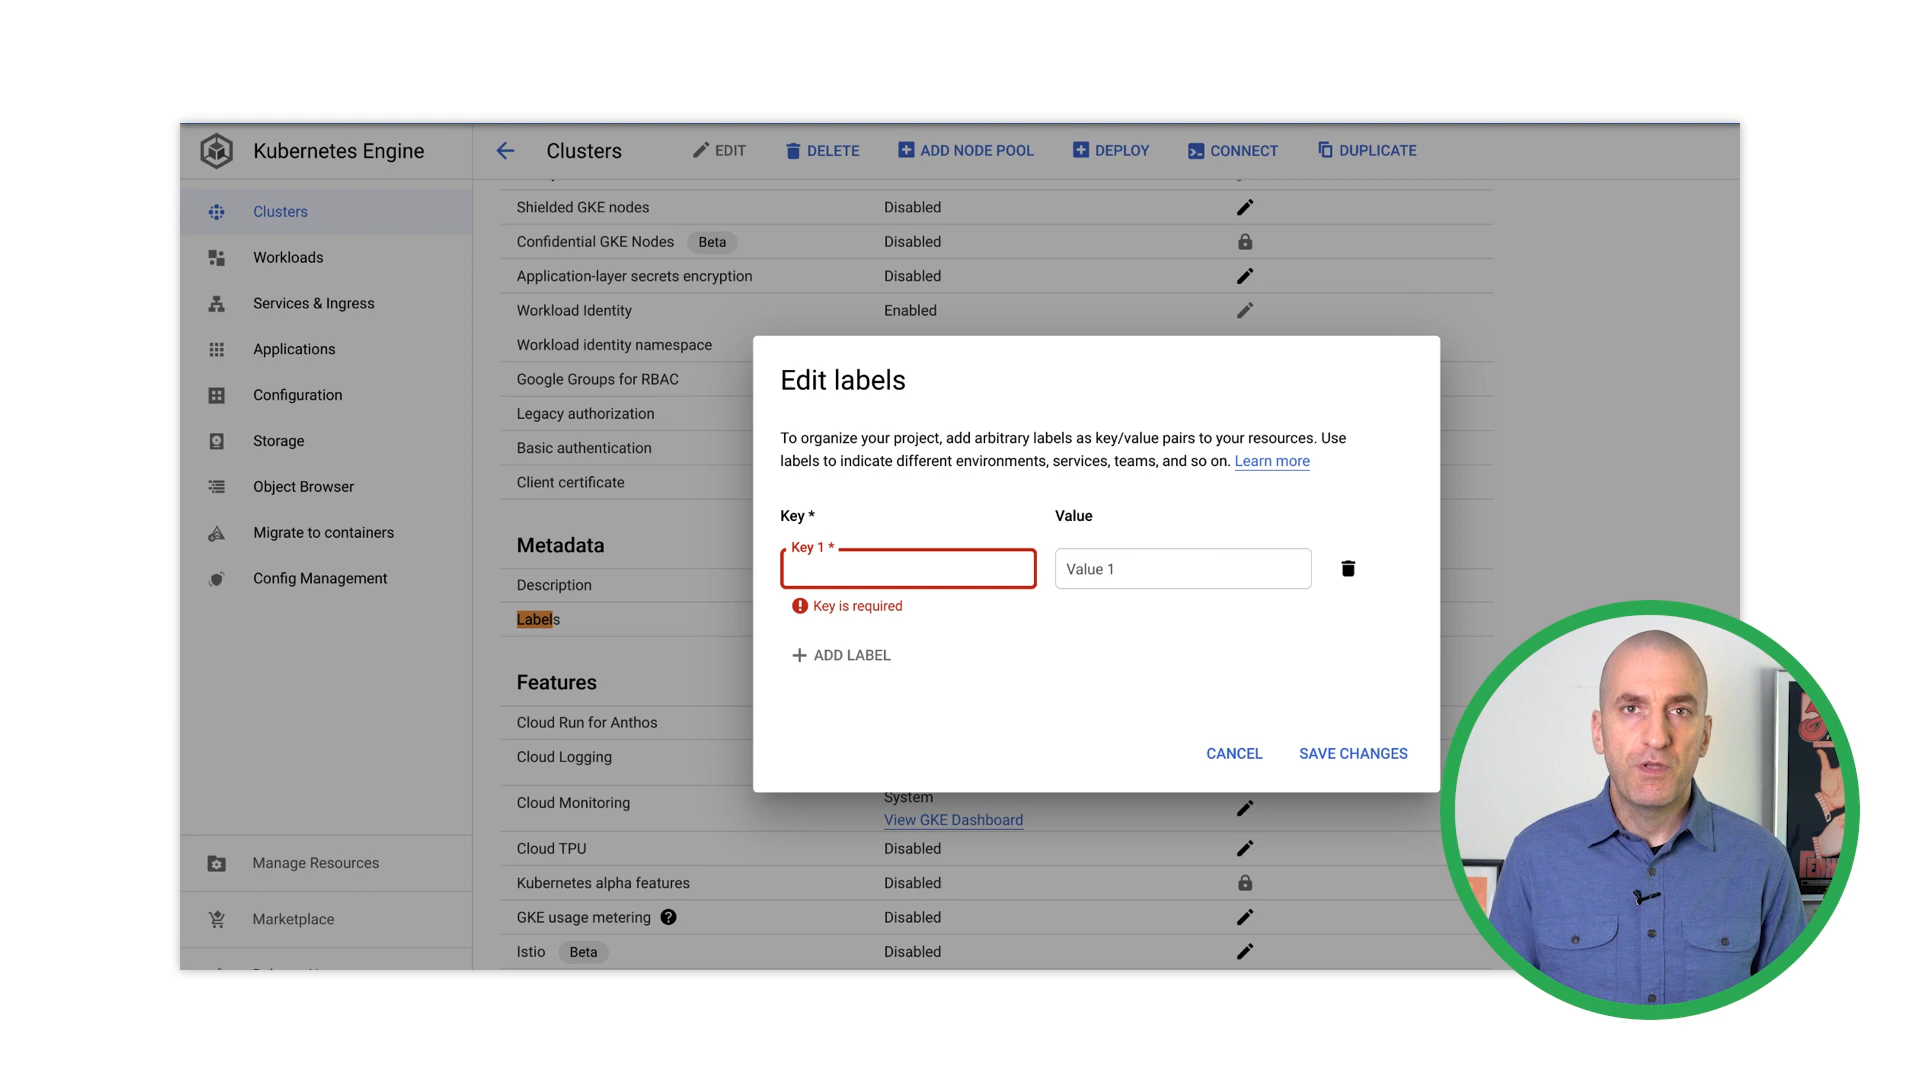 Kubernetes Engine
Clusters
EDIT
DELETE
ADD NODE POOL
DEPLOY
CONNECT
DUPLICATE
Clusters
Workloads
Services & Ingress
Applications
Configuration
Storage
Object Browser
Migrate to containers
Config Management
Manage Resources
Marketplace
Shielded GKE nodes Disabled
Confidential GKE Nodes Beta Disabled
Application-layer secrets encryption Disabled
Workload Identity Enabled
Workload identity namespace
Google Groups for RBAC
Legacy authorization
Basic authentication
Client certificate
Metadata
Description
Labels
Features
Cloud Run for Anthos
Cloud Logging
Cloud Monitoring System
View GKE Dashboard
Cloud TPU Disabled
Kubernetes alpha features Disabled
GKE usage metering Disabled
Istio Beta Disabled
Edit labels
To organize your project, add arbitrary labels as key/value pairs to your resources. Use
labels to indicate different environments, services, teams, and so on. Learn more
Key * Value
Key 1 *
Value 1
Key is required
ADD LABEL
CANCEL SAVE CHANGES